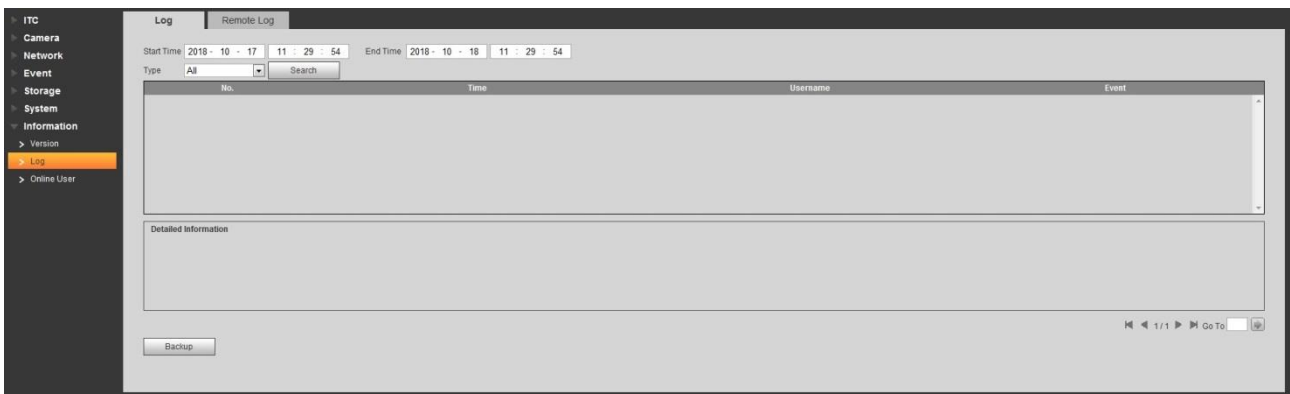 ITC
Camera
Network
Event
Storage
System
Information
Version
Log
Online User
Log Remote Log
Start Time 2018 - 10 - 17 11 : 29 : 54 End Time 2018 - 10 - 18 11 : 29 : 54
Type All Search
No. Time Username Event
Detailed Information
1 / 1 Go To
Backup